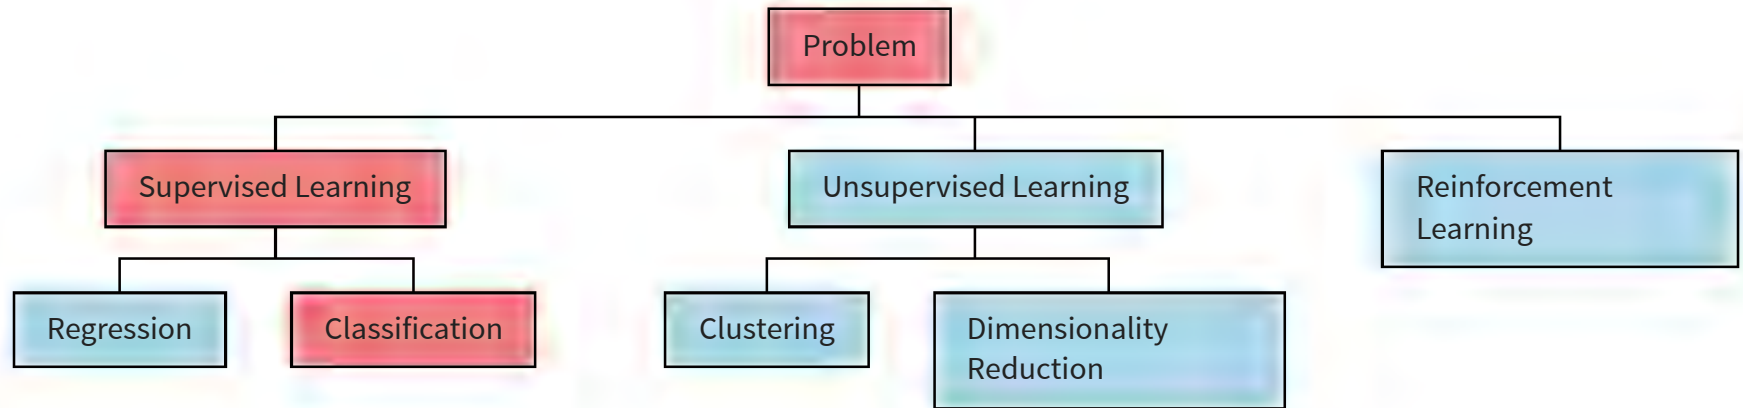 Problem
Supervised Learning
Unsupervised Learning
Reinforcement
Learning
Regression
Classification
Clustering
Dimensionality
Reduction